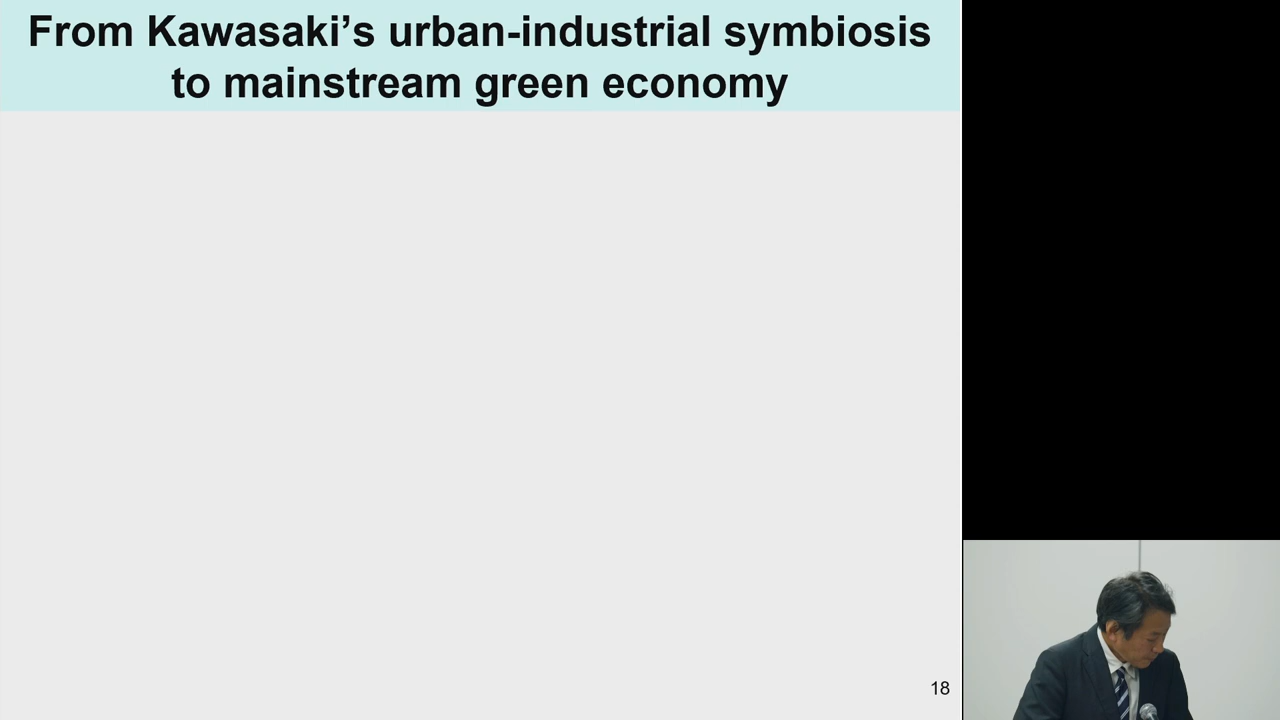 From Kawasaki’s urban-industrial symbiosis
to mainstream green economy
18